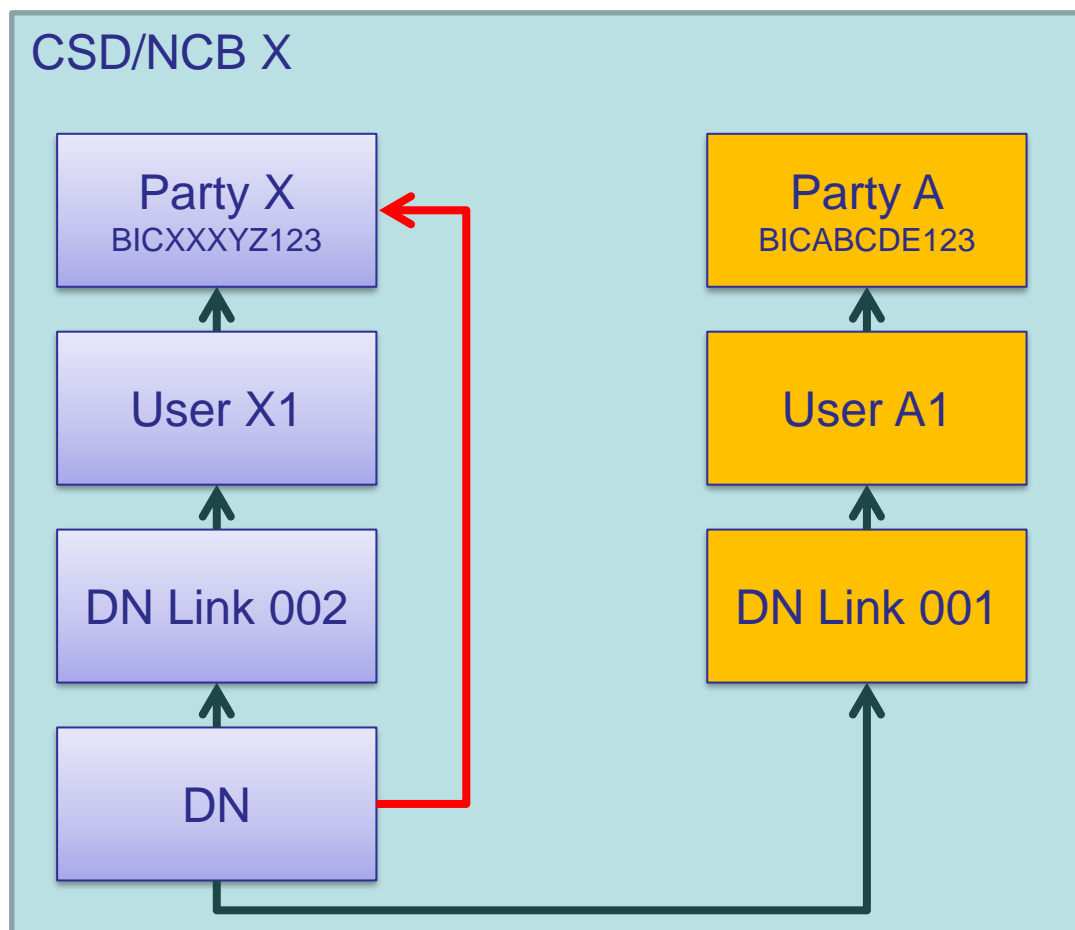 CSD/NCB X
Party X
BICXXXYZ123
Party A
BICABCDE123
User X1
User A1
DN Link 002
DN Link 001
DN